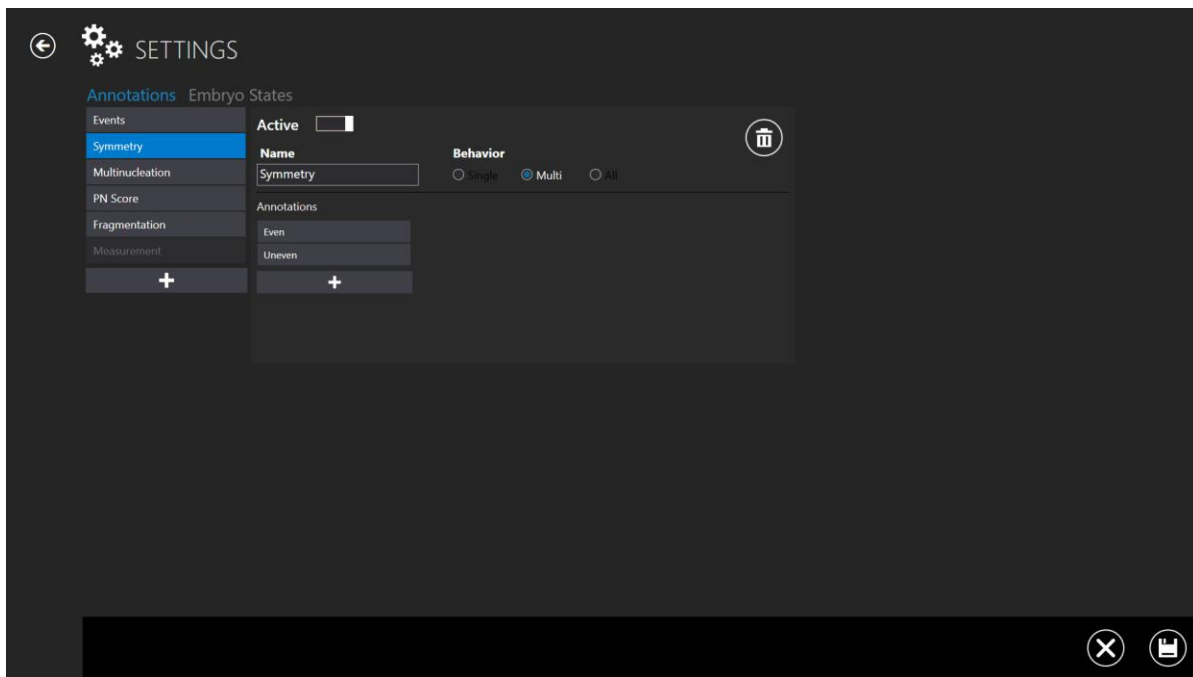 SETTINGS
Annotations Embryo States
Events
Symmetry
Multinucleation
PN Score
Fragmentation
Measurement
Active
Name
Symmetry
Behavior
Single Multi All
Annotations
Even
Uneven